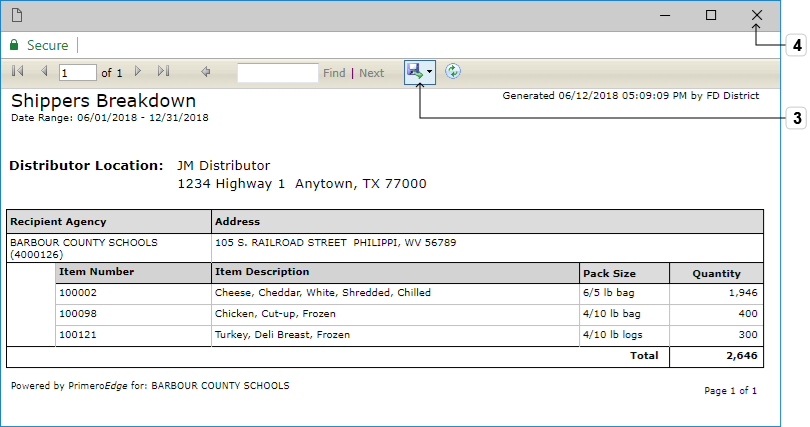 4
Secure
1 of 1 Find | Next
3
Shippers Breakdown
Generated 06/12/2018 05:09:09 PM by FD District
Date Range: 06/01/2018 - 12/31/2018
Distributor Location: JM Distributor
1234 Highway 1 Anytown, TX 77000
Recipient Agency Address
BARBOUR COUNTY SCHOOLS 105 S. RAILROAD STREET PHILIPPI, WV 56789
(4000126)
Item Number Item Description Pack Size Quantity
100002 Cheese, Cheddar, White, Shredded, Chilled 6/5 lb bag 1,946
100098 Chicken, Cut-up, Frozen 4/10 lb bag 400
100121 Turkey, Deli Breast, Frozen 4/10 lb logs 300
Total 2,646
Powered by PrimeroEdge for: BARBOUR COUNTY SCHOOLS
Page 1 of 1